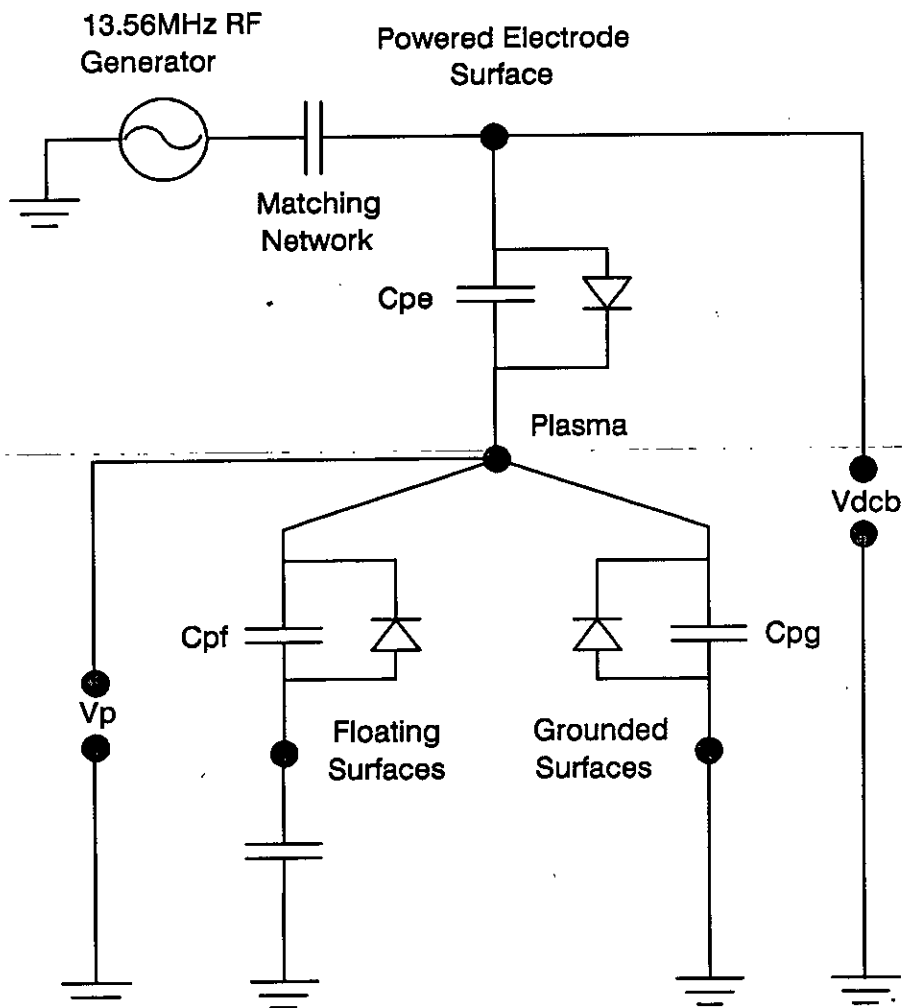 13.56MHz RF
Generator
Powered Electrode
Surface
Matching
Network
Cpe
Plasma
Vdcb
Cpf
Cpg
Vp
Floating
Surfaces
Grounded
Surfaces